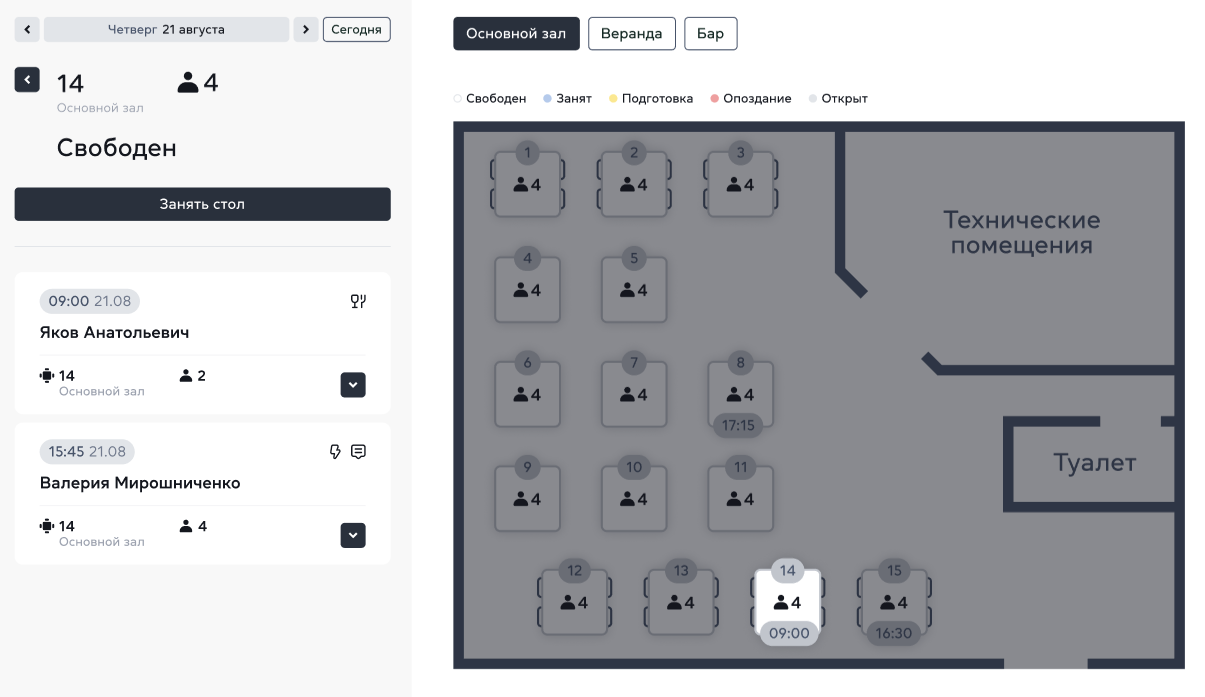 Четверг 21 августа
Сегодня
14
4
Основной зал
Свободен
Занять стол
09:00 21.08
Яков Анатольевич
14
2
Основной зал
15:45 21.08
Валерия Мирошниченко
14
4
Основной зал
Основной зал
Веранда
Бар
Свободен
Занят
Подготовка
Опоздание
Открыт
1
4
2
4
3
4
Технические
помещения
4
4
5
4
6
4
7
4
8
4
17:15
9
4
10
4
11
4
Туалет
12
4
13
4
14
4
09:00
15
4
16:30